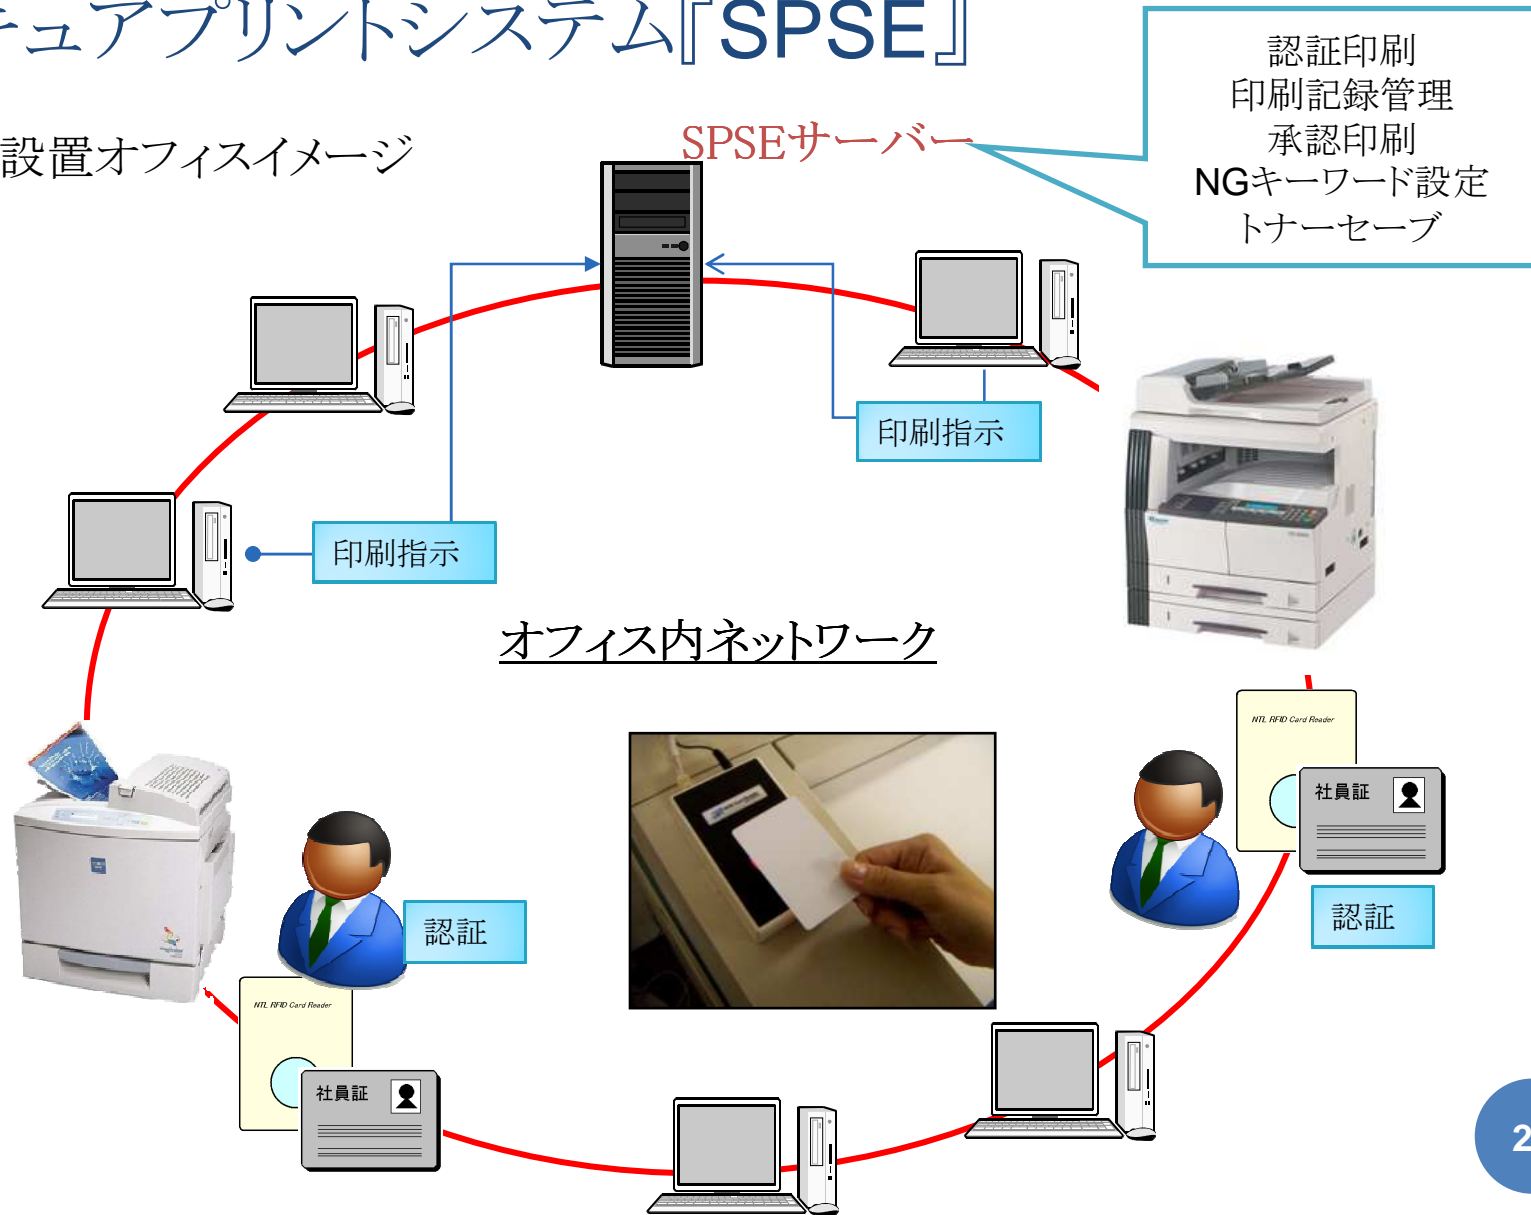 チュアプリントシステム『SPSE』
設置オフィスイメージ
SPSEサーバー
認証印刷
印刷記録管理
承認印刷
NGキーワード設定
トナーセーブ
印刷指示
印刷指示
オフィス内ネットワーク
NTL RFID Card Reader
社員証
認証
認証
NTL RFID Card Reader
社員証
2